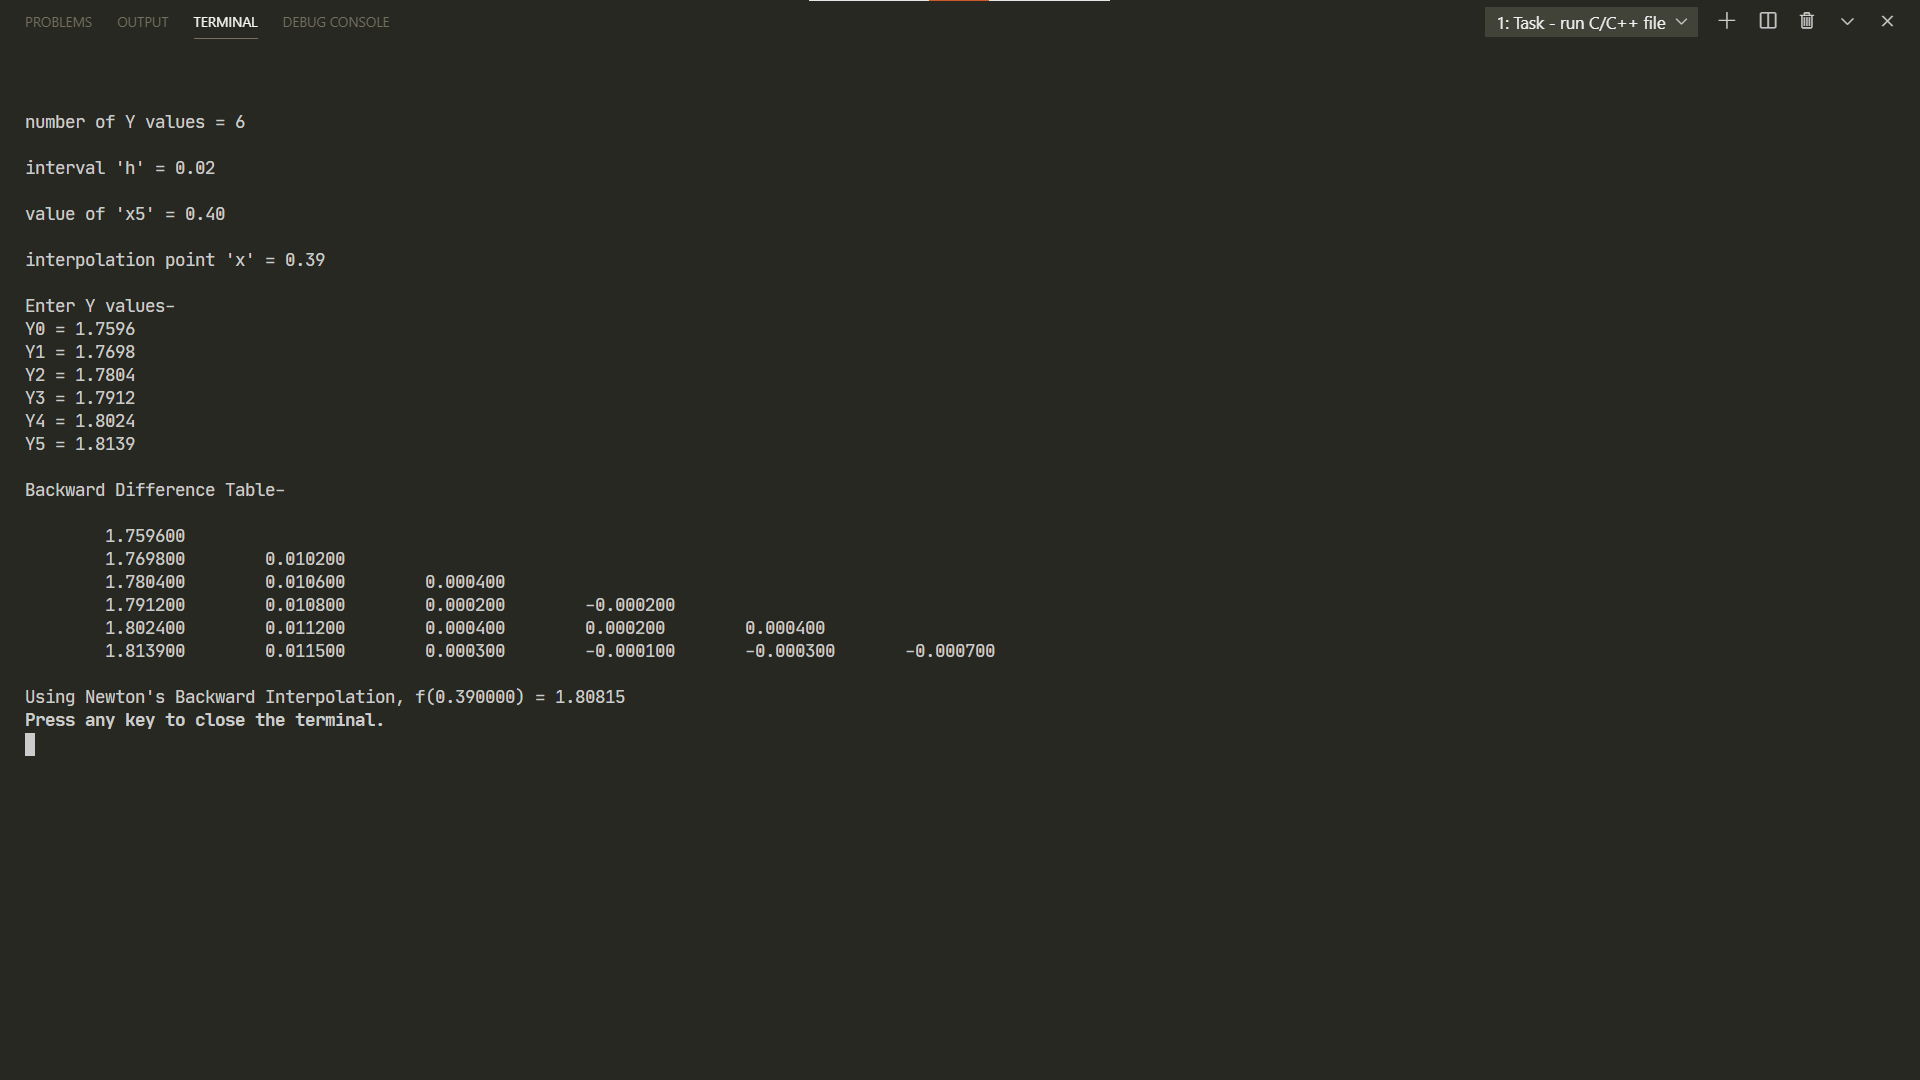 PROBLEMS OUTPUT TERMINAL DEBUG CONSOLE 1: Task - run C/C++ file
number of Y values = 6
interval 'h' = 0.02
value of 'x5' = 0.40
interpolation point 'x' = 0.39
Enter Y values-
Y0 = 1.7596
Y1 = 1.7698
Y2 = 1.7804
Y3 = 1.7912
Y4 = 1.8024
Y5 = 1.8139
Backward Difference Table-
1.759600
1.769800 0.010200
1.780400 0.010600 0.000400
1.791200 0.010800 0.000200 -0.000200
1.802400 0.011200 0.000400 0.000200 0.000400
1.813900 0.011500 0.000300 -0.000100 -0.000300 -0.000700
Using Newton's Backward Interpolation, f(0.390000) = 1.80815
Press any key to close the terminal.